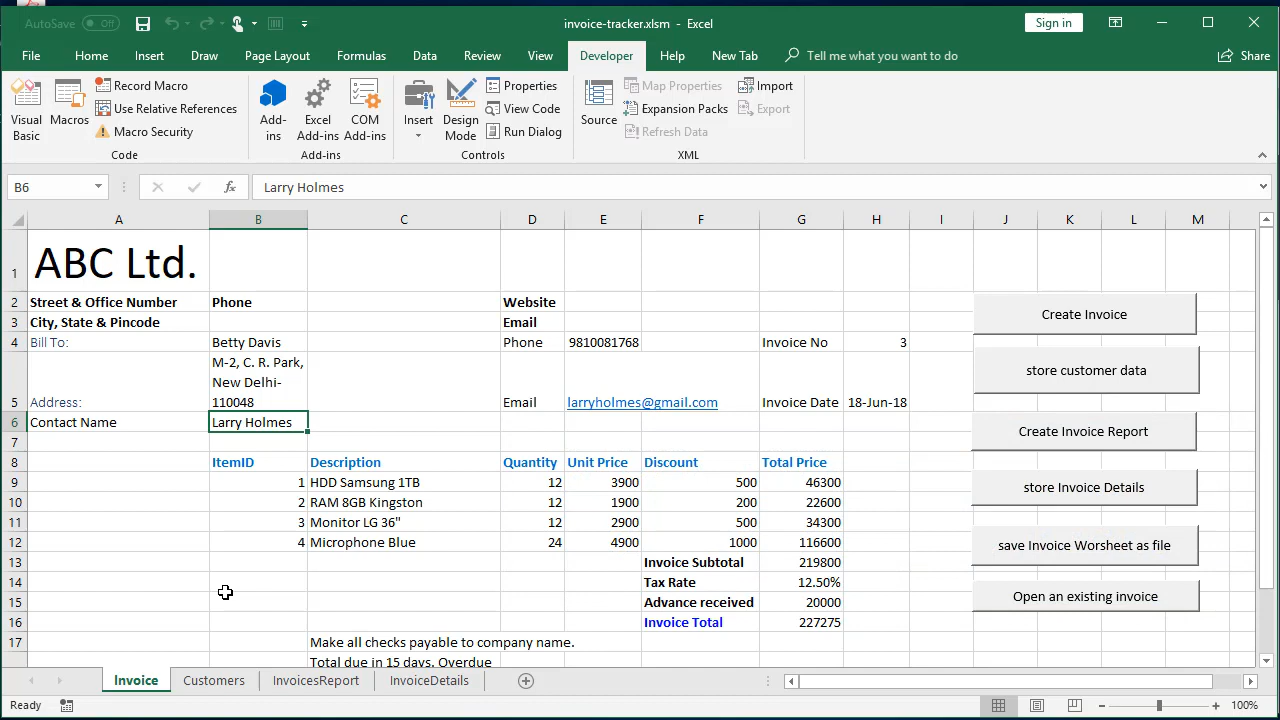 AutoSave Off invoice-tracker.xlsm - Excel Sign in
File Home Insert Draw Page Layout Formulas Data Review View Developer Help New Tab Tell me what you want to do Share
Visual Basic
Macros
Record Macro
Use Relative References
Macro Security
Code
Add-ins
Excel Add-ins
COM Add-ins
Add-ins
Insert
Design Mode
Properties
View Code
Run Dialog
Controls
Source
Map Properties
Expansion Packs
Refresh Data
Import
Export
XML
B6 fx Larry Holmes
A B C D E F G H I J K L M
1 ABC Ltd.
2 Street & Office Number Phone Website
3 City, State & Pincode Email
Create Invoice
4 Bill To: Betty Davis Phone 9810081768 Invoice No 3
M-2, C. R. Park,
New Delhi-
store customer data
5 Address: 110048 Email larryholmes@gmail.com Invoice Date 18-Jun-18
6 Contact Name Larry Holmes
Create Invoice Report
7
8 ItemID Description Quantity Unit Price Discount Total Price
9 1 HDD Samsung 1TB 12 3900 500 46300
store Invoice Details
10 2 RAM 8GB Kingston 12 1900 200 22600
11 3 Monitor LG 36" 12 2900 500 34300
12 4 Microphone Blue 24 4900 1000 116600
save Invoice Worsheet as file
13 Invoice Subtotal 219800
14 Tax Rate 12.50%
Open an existing invoice
15 Advance received 20000
16 Invoice Total 227275
17 Make all checks payable to company name.
Total due in 15 days. Overdue
Invoice Customers InvoicesReport InvoiceDetails
Ready 100%